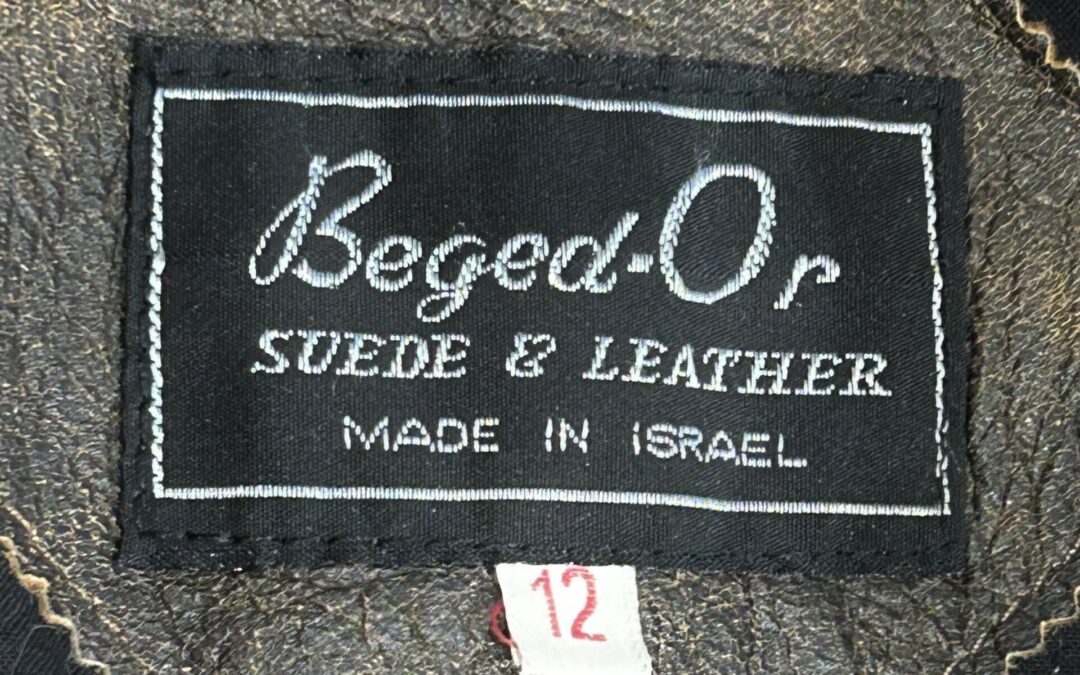 Beged-Or
SUEDE & LEATHER
MADE IN ISRAEL
12